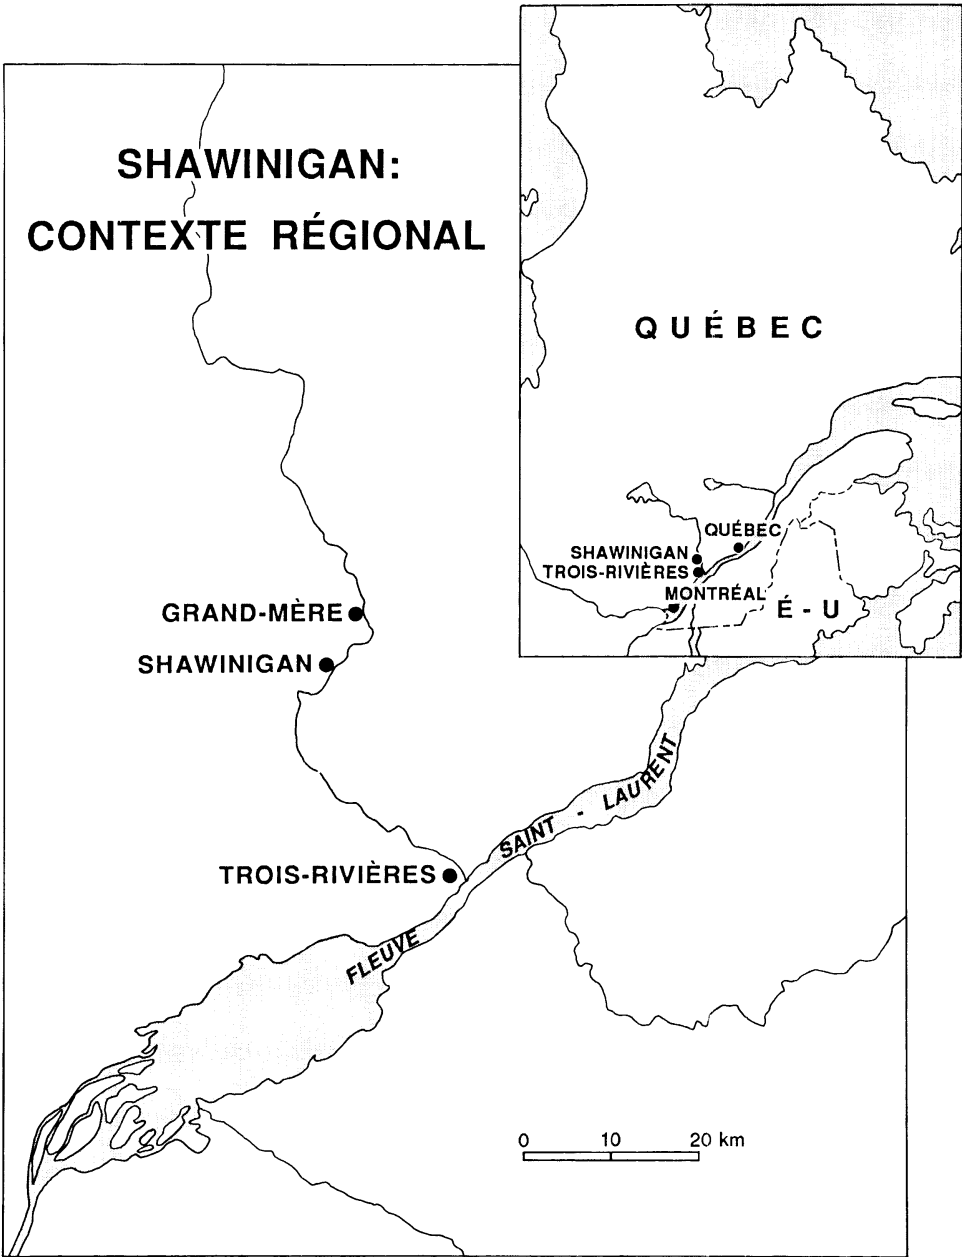 SHAWINIGAN:
CONTEXTE RÉGIONAL
QUÉBEC
QUÉBEC
SHAWINIGAN
TROIS-RIVIÈRES
MONTRÉAL
É - U
GRAND-MÈRE
SHAWINIGAN
TROIS-RIVIÈRES
FLEUVE SAINT - LAURENT
0 10 20 km